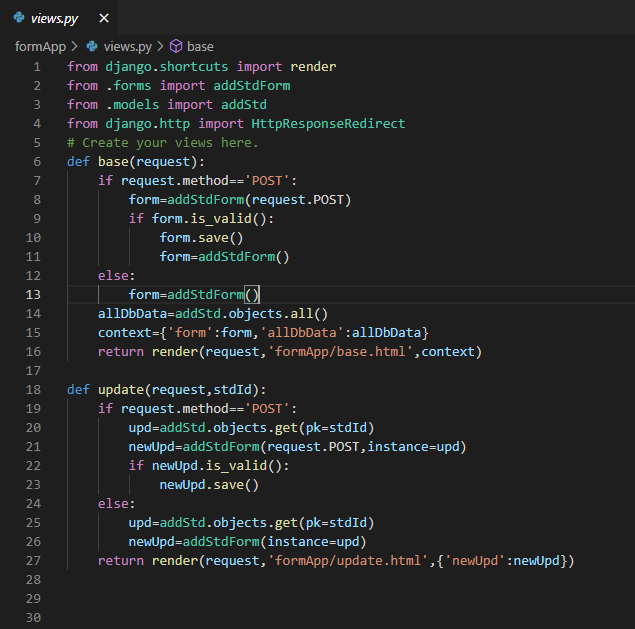 views.py ×
formApp > views.py > base
1 from django.shortcuts import render
2 from .forms import addStdForm
3 from .models import addStd
4 from django.http import HttpResponseRedirect
5 # Create your views here.
6 def base(request):
7     if request.method=='POST':
8         form=addStdForm(request.POST)
9         if form.is_valid():
10             form.save()
11             form=addStdForm()
12     else:
13         form=addStdForm()
14     allDbData=addStd.objects.all()
15     context={'form':form,'allDbData':allDbData}
16     return render(request,'formApp/base.html',context)
17
18 def update(request,stdId):
19     if request.method=='POST':
20         upd=addStd.objects.get(pk=stdId)
21         newUpd=addStdForm(request.POST,instance=upd)
22         if newUpd.is_valid():
23             newUpd.save()
24     else:
25         upd=addStd.objects.get(pk=stdId)
26         newUpd=addStdForm(instance=upd)
27     return render(request,'formApp/update.html',{'newUpd':newUpd})
28
29
30